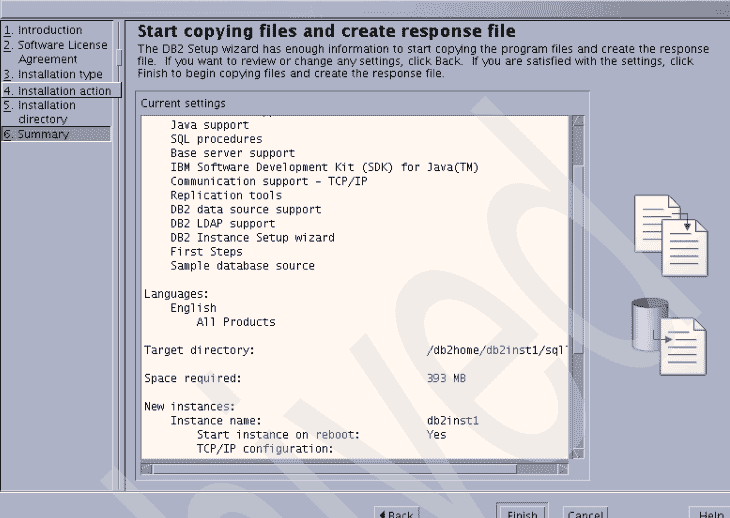 Start copying files and create response file
The DB2 Setup wizard has enough information to start copying the program files and create the response
file. If you want to review or change any settings, click Back. If you are satisfied with the settings, click
Finish to begin copying files and create the response file.
1. Introduction
2. Software License
Agreement
3. Installation type
4. Installation action
5. Installation
directory
6. Summary
Current settings
Java support
SQL procedures
Base server support
IBM Software Development Kit (SDK) for Java(TM)
Communication support - TCP/IP
Replication tools
DB2 data source support
DB2 LDAP support
DB2 Instance Setup wizard
First Steps
Sample database source
Languages:
English
All Products
Target directory: /db2home/db2inst1/sql
Space required: 393 MB
New instances:
Instance name: db2inst1
Start instance on reboot: Yes
TCP/IP configuration:
Back Finish Cancel Help